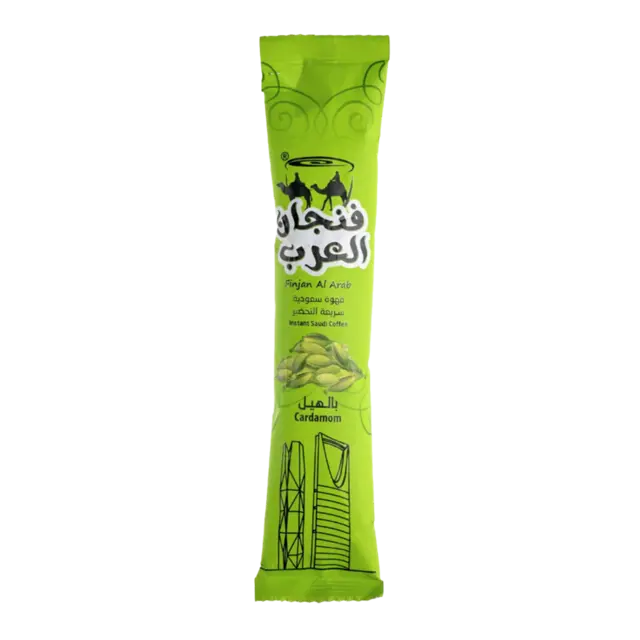 ®
فنجان
العرب
Finjan Al Arab
قهوة سعودية
سريعة التحضير
Instant Saudi Coffee
بالهيل
Cardamom